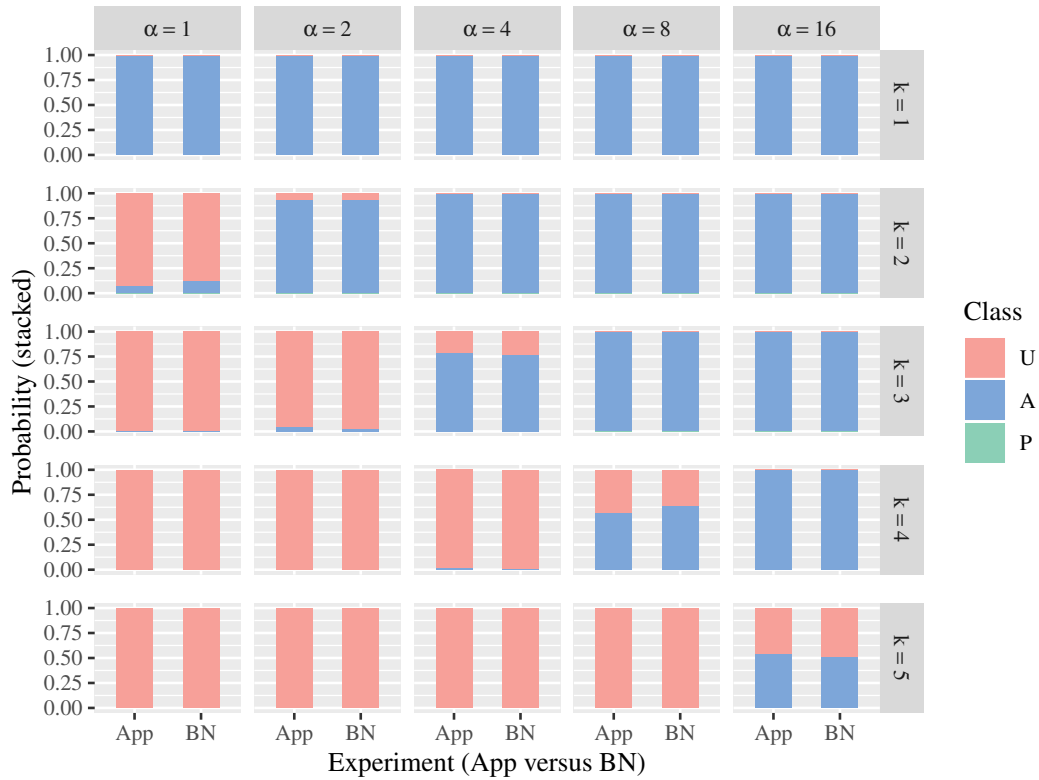 α = 1 α = 2 α = 4 α = 8 α = 16
1.00
0.75
0.50
0.25
0.00
k = 1
1.00
0.75
0.50
0.25
0.00
k = 2
1.00
0.75
0.50
0.25
0.00
k = 3
1.00
0.75
0.50
0.25
0.00
k = 4
1.00
0.75
0.50
0.25
0.00
k = 5
Probability (stacked)
App BN App BN App BN App BN App BN
Experiment (App versus BN)
Class
U
A
P